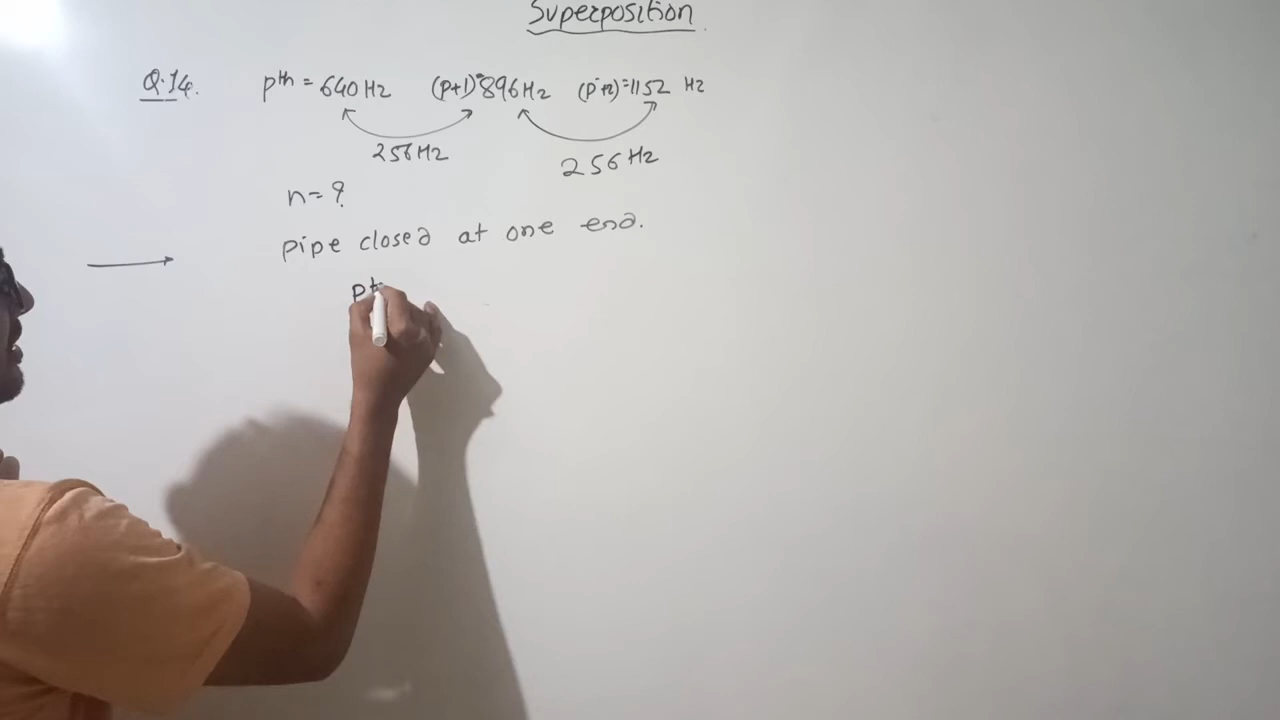 Superposition
Q.14. pth = 640 Hz (p+1)=896 Hz (p+2)=1152 Hz
256 Hz 256 Hz
n = ?
pipe closed at one end.
pth